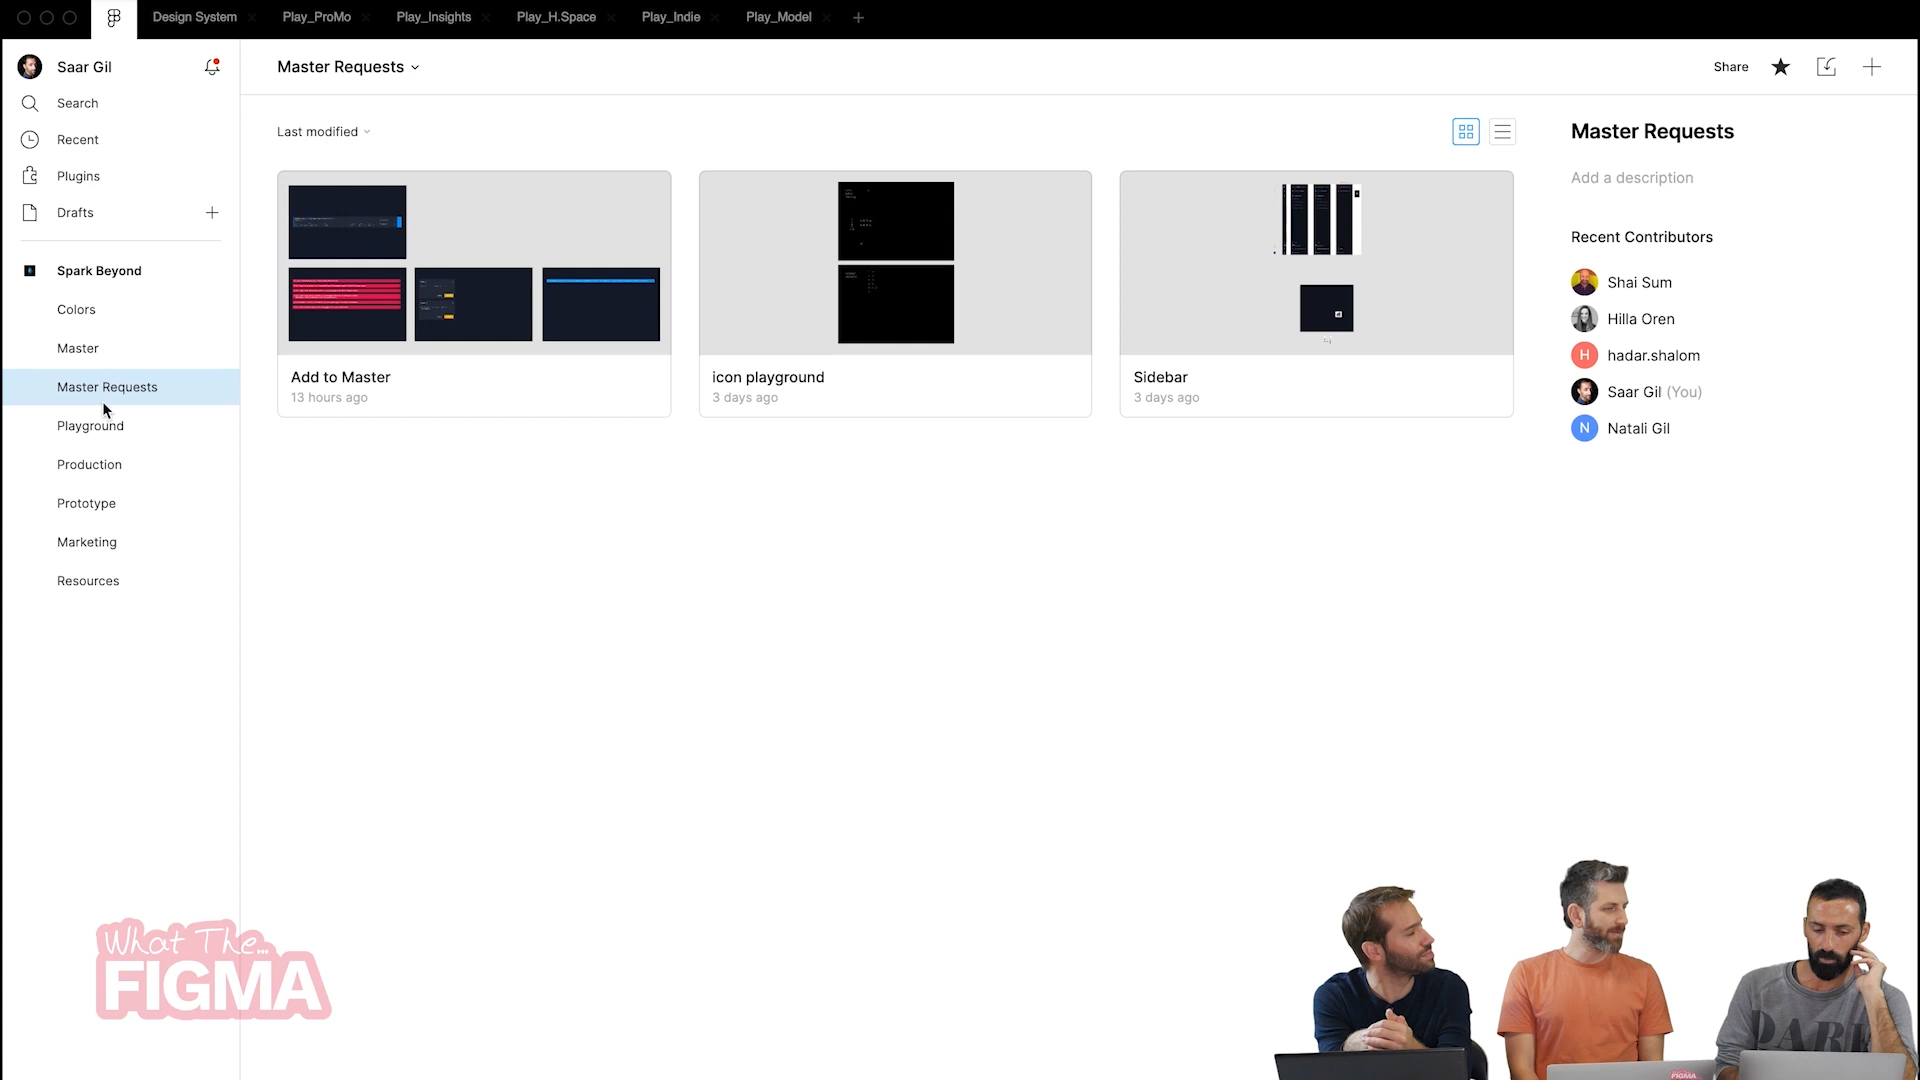 Design System
Play_ProMo
Play_Insights
Play_H.Space
Play_Indie
Play_Model
Saar Gil
Master Requests
Share
Search
Last modified
Master Requests
Recent
Plugins
Add a description
Drafts
Recent Contributors
Spark Beyond
Shai Sum
Colors
Hilla Oren
Master
hadar.shalom
H
Add to Master
icon playground
Sidebar
Master Requests
Saar Gil (You)
13 hours ago
3 days ago
3 days ago
Playground
N
Natali Gil
Production
Prototype
Marketing
Resources
What The...
FIGMA
DARK
FIGMA